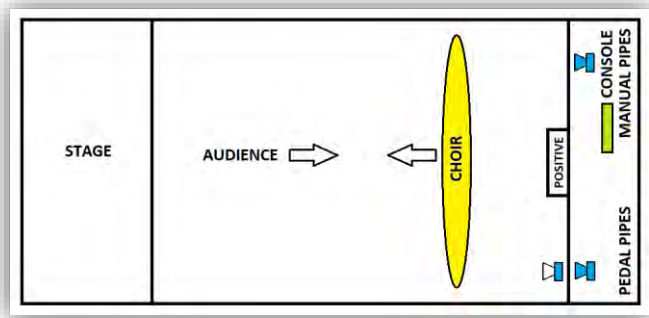 STAGE
AUDIENCE
CHOIR
POSITIVE
CONSOLE
MANUAL PIPES
PEDAL PIPES